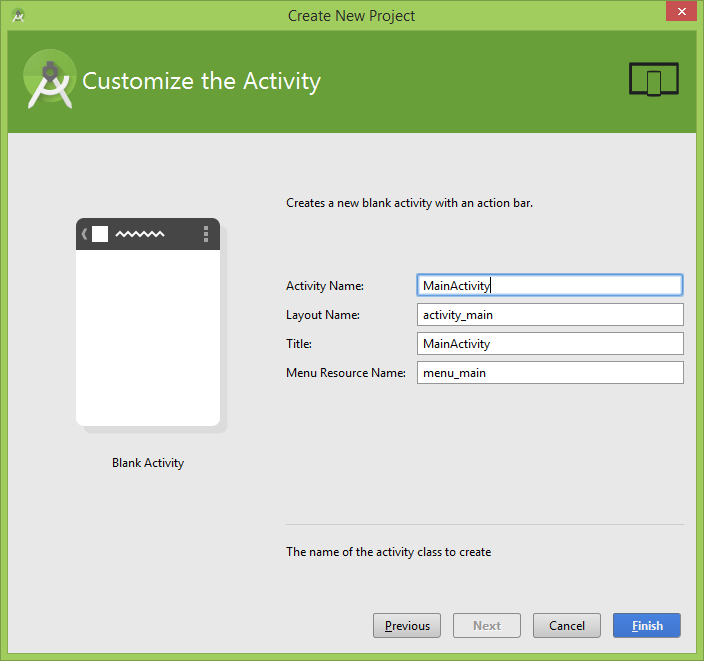 Create New Project
Customize the Activity
Creates a new blank activity with an action bar.
Activity Name: MainActivity
Layout Name: activity_main
Title: MainActivity
Menu Resource Name: menu_main
Blank Activity
The name of the activity class to create
Previous Next Cancel Finish